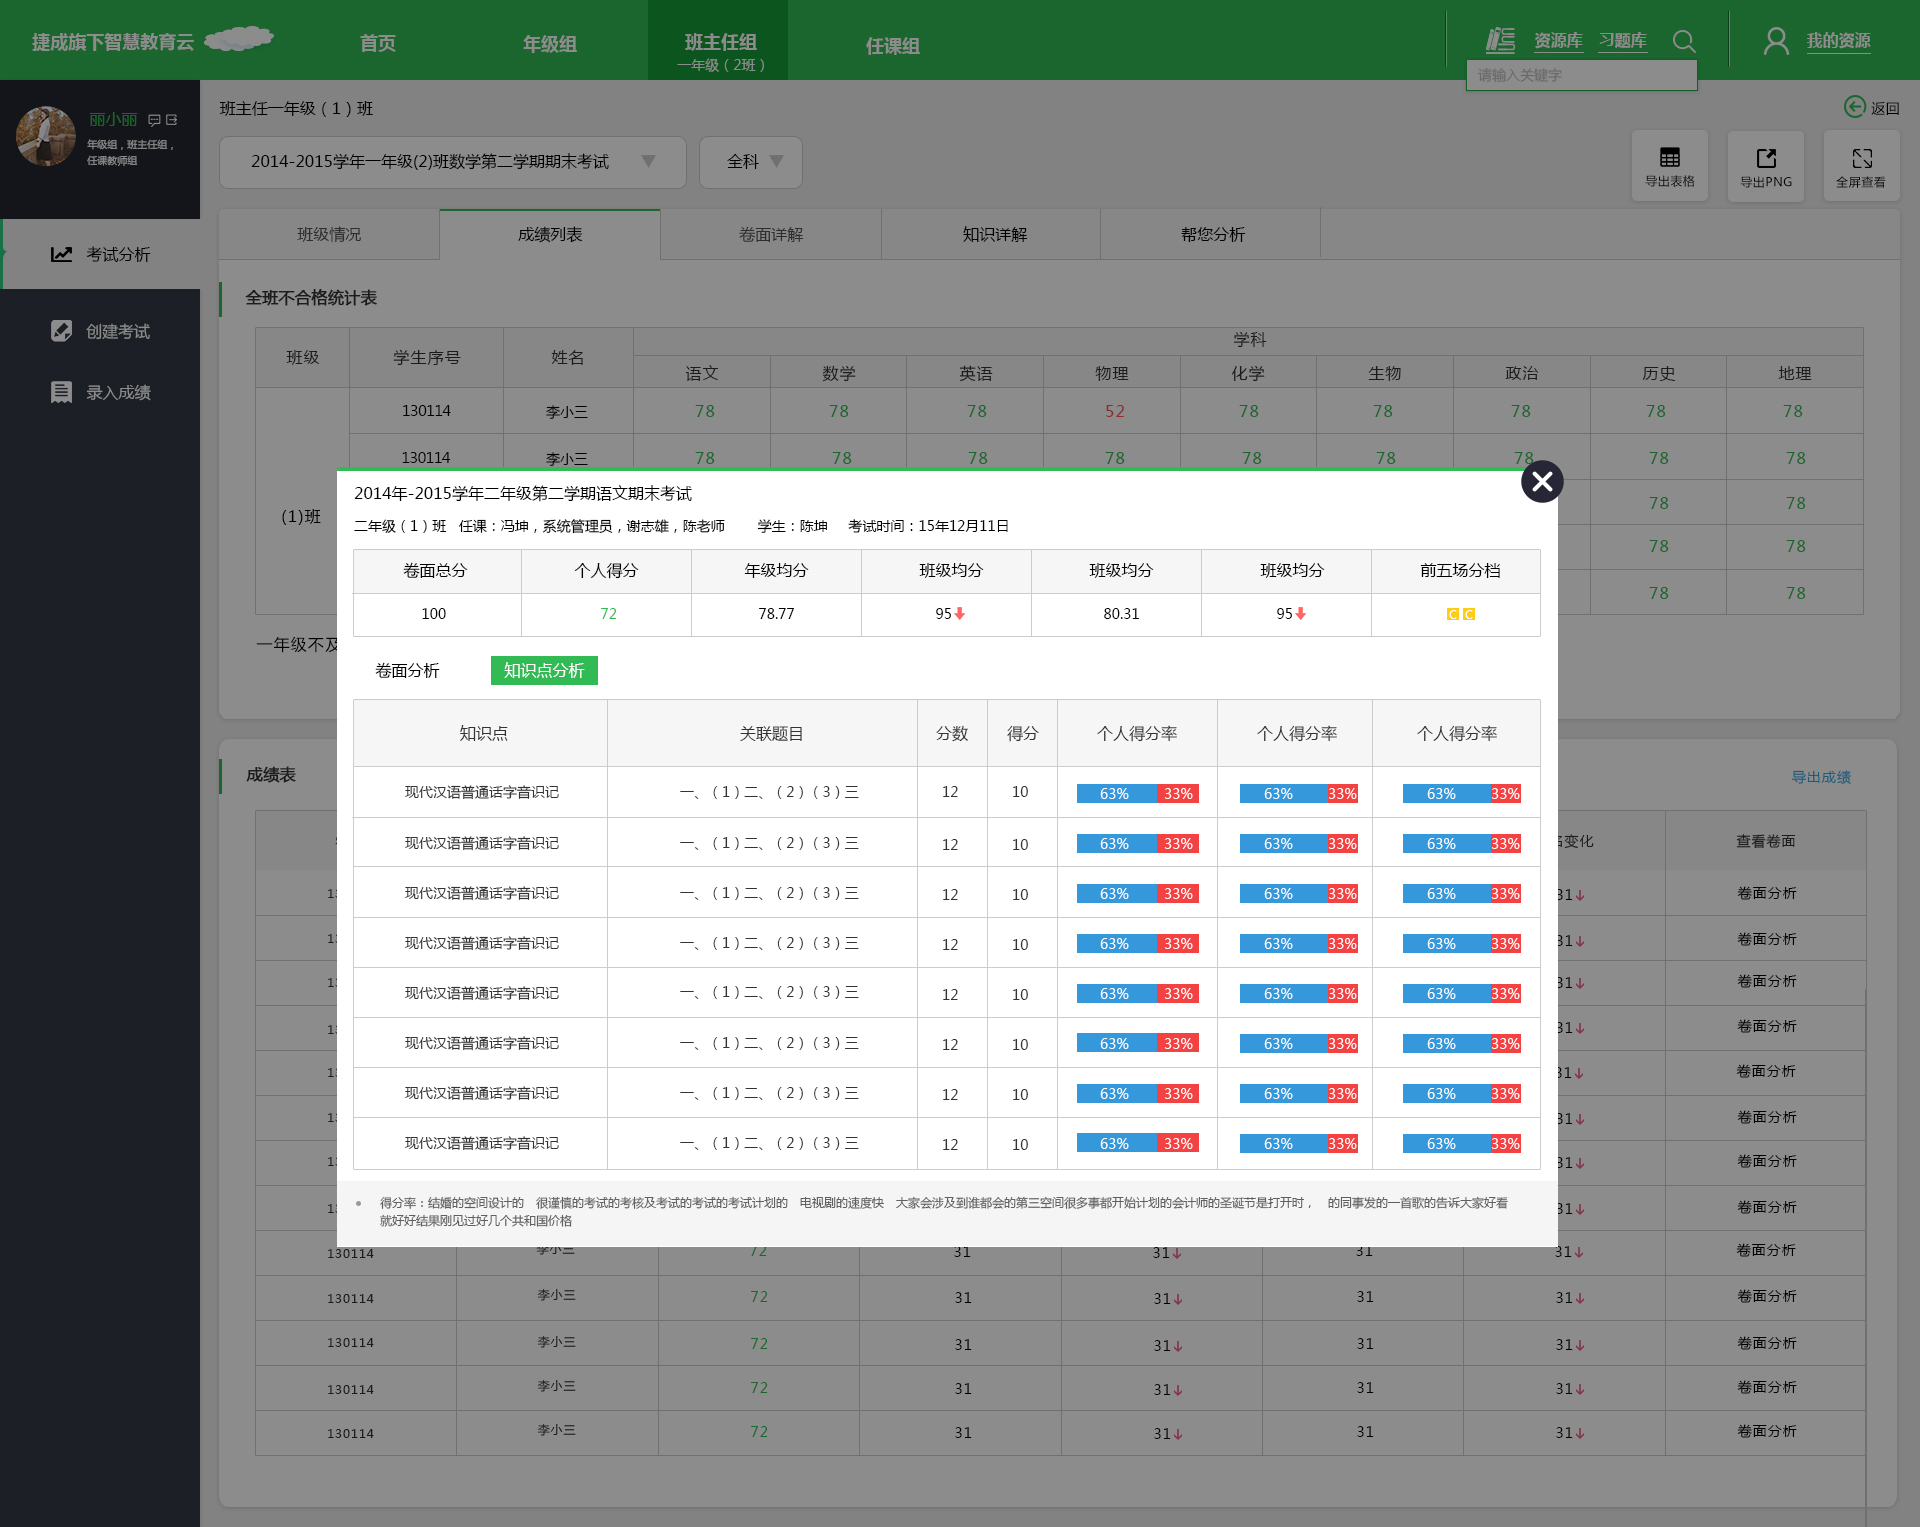 捷成旗下智慧教育云 首页 年级组 班主任组 任课组 资源库 习题库 我的资源
一年级（2班）
请输入关键字
丽小丽
年级组，班主任组，
任课教师组
考试分析
创建考试
录入成绩
班主任一年级（1）班 返回
2014-2015学年一年级(2)班数学第二学期期末考试 ▼ 全科 ▼
导出表格 导出PNG 全屏查看
班级情况 成绩列表 卷面详解 知识详解 帮您分析
全班不合格统计表
班级 学生序号 姓名 学科
语文 数学 英语 物理 化学 生物 政治 历史 地理
130114 李小三 78 78 78 52 78 78 78 78 78
130114 李小三 78 78 78 78 78 78 78 78 78
(1)班 78 78
78 78
78 78
一年级不及
2014年-2015学年二年级第二学期语文期末考试
二年级（1）班 任课：冯坤，系统管理员，谢志雄，陈老师 学生：陈坤 考试时间：15年12月11日
卷面总分 个人得分 年级均分 班级均分 班级均分 班级均分 前五场分档
100 72 78.77 95 80.31 95 C C
卷面分析 知识点分析
知识点 关联题目 分数 得分 个人得分率 个人得分率 个人得分率
现代汉语普通话字音识记 一、（1）二、（2）（3）三 12 10 63% 33% 63% 33% 63% 33%
现代汉语普通话字音识记 一、（1）二、（2）（3）三 12 10 63% 33% 63% 33% 63% 33%
现代汉语普通话字音识记 一、（1）二、（2）（3）三 12 10 63% 33% 63% 33% 63% 33%
现代汉语普通话字音识记 一、（1）二、（2）（3）三 12 10 63% 33% 63% 33% 63% 33%
现代汉语普通话字音识记 一、（1）二、（2）（3）三 12 10 63% 33% 63% 33% 63% 33%
现代汉语普通话字音识记 一、（1）二、（2）（3）三 12 10 63% 33% 63% 33% 63% 33%
现代汉语普通话字音识记 一、（1）二、（2）（3）三 12 10 63% 33% 63% 33% 63% 33%
现代汉语普通话字音识记 一、（1）二、（2）（3）三 12 10 63% 33% 63% 33% 63% 33%
得分率：结婚的空间设计的 很谨慎的考试的考核及考试的考试的考试计划的 电视剧的速度快 大家会涉及到谁都会的第三空间很多事都开始计划的会计师的圣诞节是打开时， 的同事发的一首歌的告诉大家好看
就好好结果刚见过好几个共和国价格
成绩表 导出成绩
变化 查看卷面
31↓ 卷面分析
31↓ 卷面分析
31↓ 卷面分析
31↓ 卷面分析
31↓ 卷面分析
31↓ 卷面分析
31↓ 卷面分析
31↓ 卷面分析
130114 李小三 72 31 31↓ 31 31↓ 卷面分析
130114 李小三 72 31 31↓ 31 31↓ 卷面分析
130114 李小三 72 31 31↓ 31 31↓ 卷面分析
130114 李小三 72 31 31↓ 31 31↓ 卷面分析
130114 李小三 72 31 31↓ 31 31↓ 卷面分析